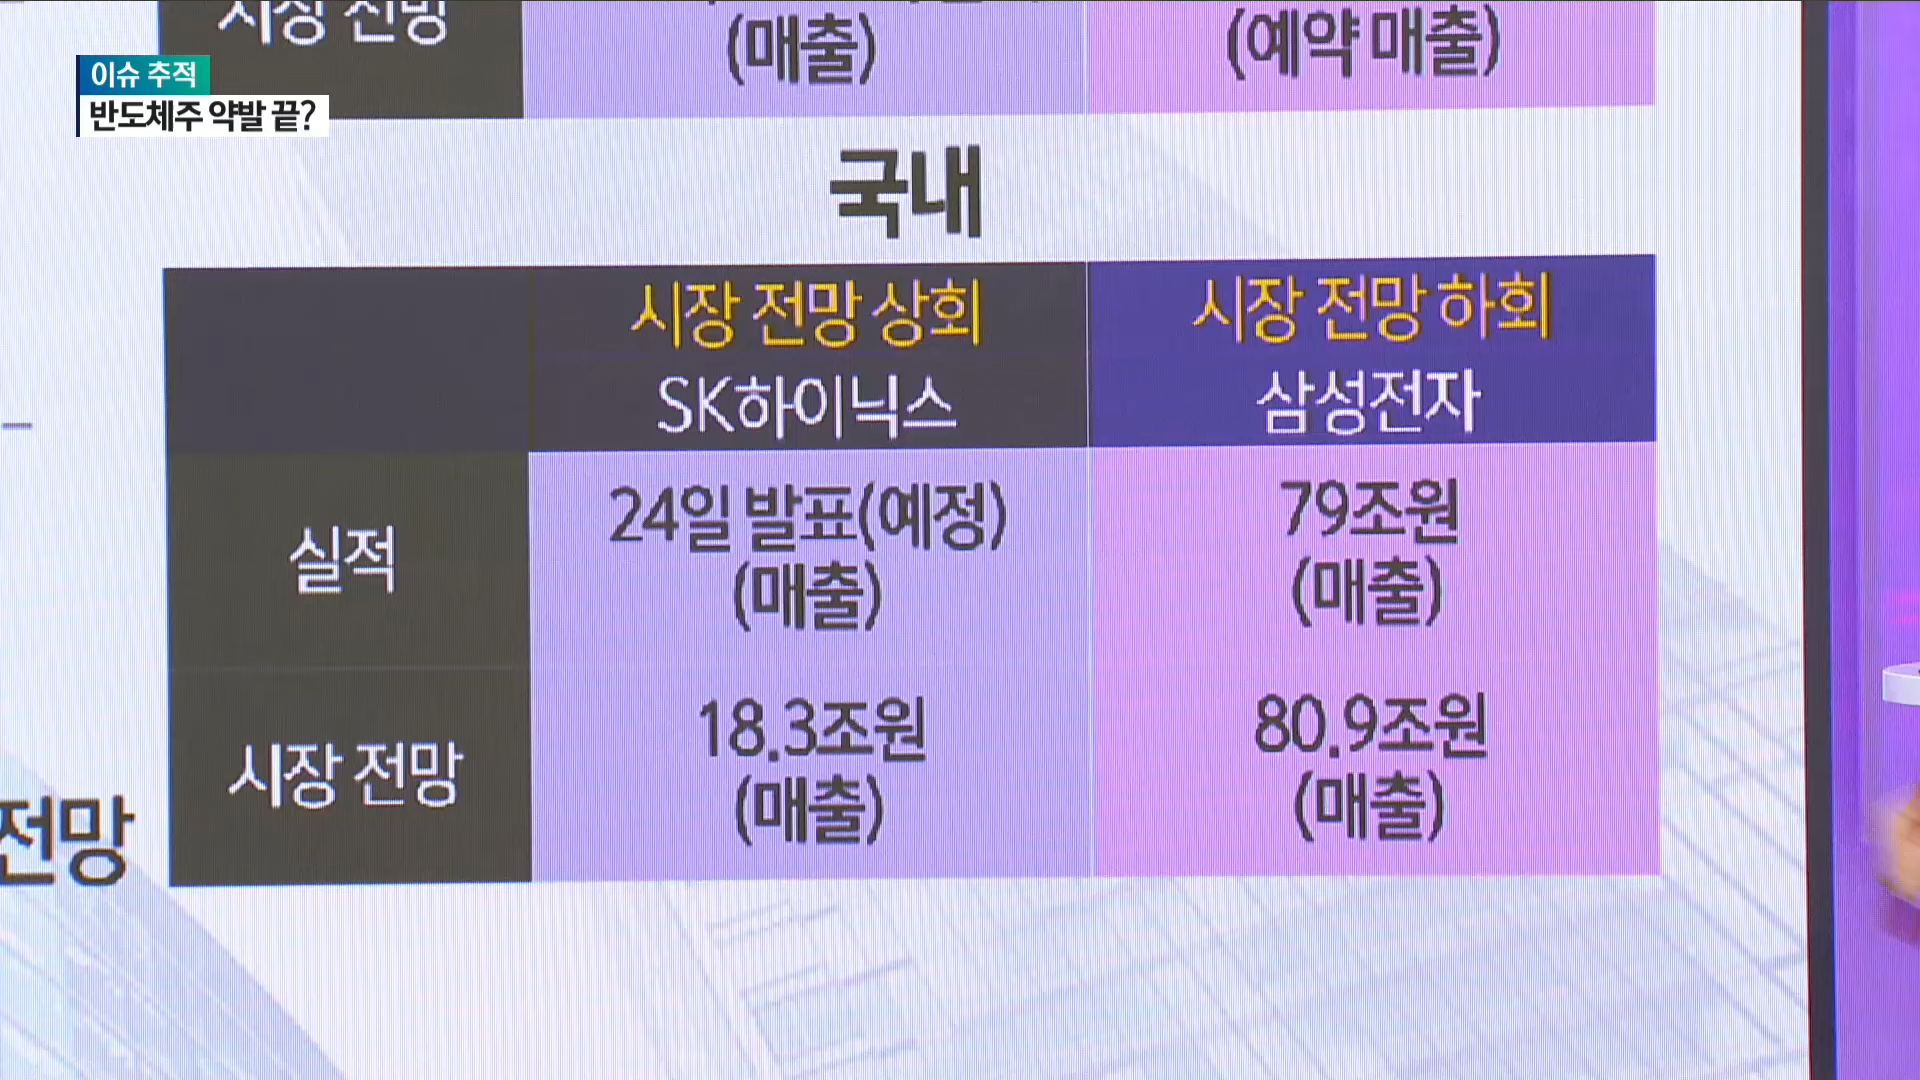 이슈 추적
반도체주 약발 끝?
시장 전망
(매출)
(예약 매출)
국내
시장 전망 상회
시장 전망 하회
SK하이닉스
삼성전자
실적
24일 발표(예정)
(매출)
79조원
(매출)
시장 전망
18.3조원
(매출)
80.9조원
(매출)
전망